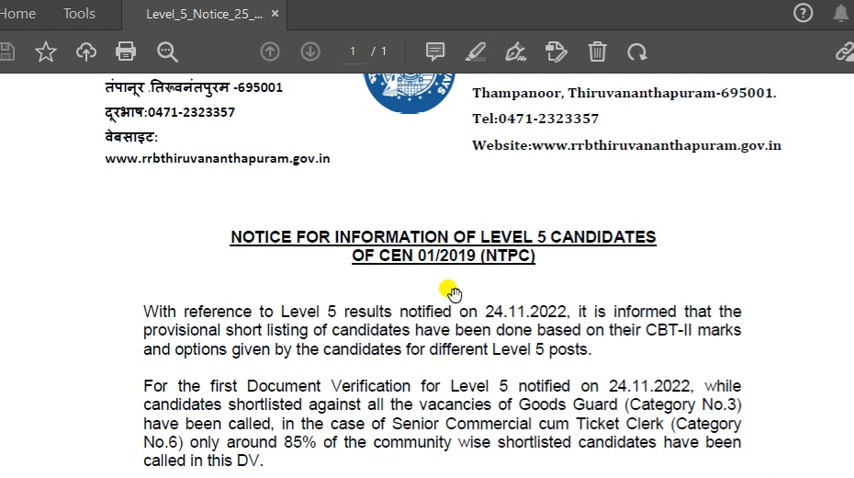 Home Tools Level_5_Notice_25_... ×
1 / 1
तंपानूर .तिरूवनंतपुरम -695001
दूरभाष:0471-2323357
वेबसाइट:
www.rrbthiruvananthapuram.gov.in
Thampanoor, Thiruvananthapuram-695001.
Tel:0471-2323357
Website:www.rrbthiruvananthapuram.gov.in
NOTICE FOR INFORMATION OF LEVEL 5 CANDIDATES
OF CEN 01/2019 (NTPC)
With reference to Level 5 results notified on 24.11.2022, it is informed that the
provisional short listing of candidates have been done based on their CBT-II marks
and options given by the candidates for different Level 5 posts.
For the first Document Verification for Level 5 notified on 24.11.2022, while
candidates shortlisted against all the vacancies of Goods Guard (Category No.3)
have been called, in the case of Senior Commercial cum Ticket Clerk (Category
No.6) only around 85% of the community wise shortlisted candidates have been
called in this DV.